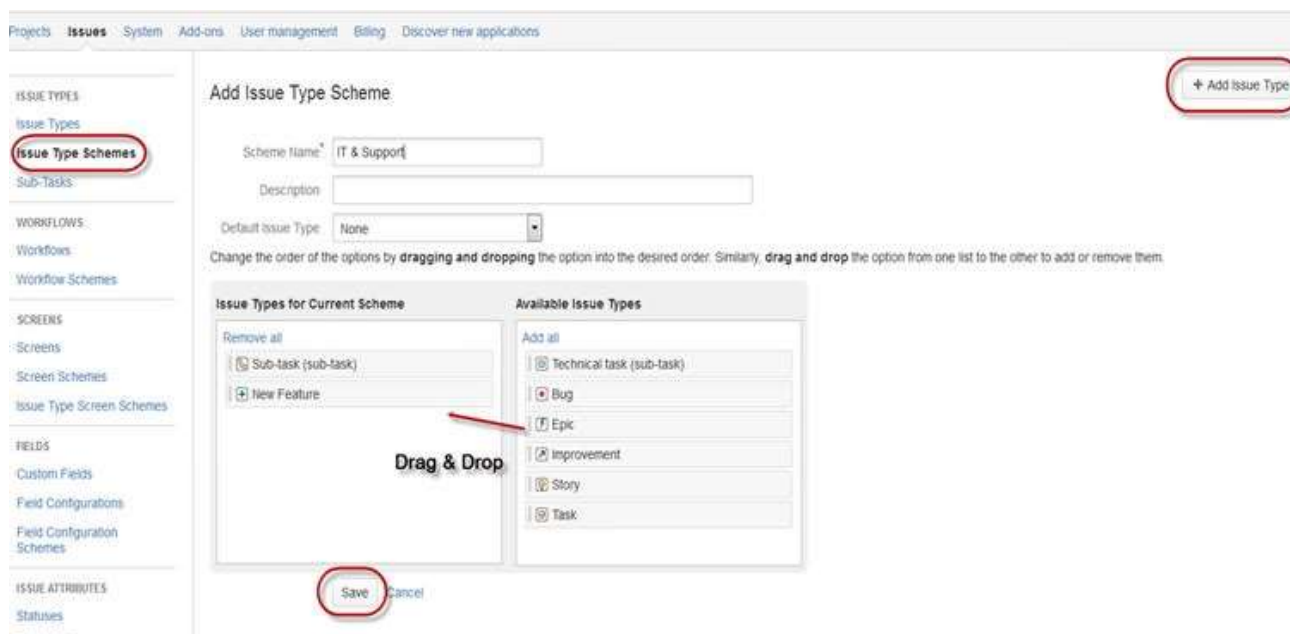 Projects Issues System Add-ons User management Billing Discover new applications
+ Add Issue Type
ISSUE TYPES
Issue Types
Issue Type Schemes
Sub-Tasks
WORKFLOWS
Workflows
Workflow Schemes
SCREENS
Screens
Screen Schemes
Issue Type Screen Schemes
FIELDS
Custom Fields
Field Configurations
Field Configuration
Schemes
ISSUE ATTRIBUTES
Statuses
Add Issue Type Scheme
Scheme Name* IT & Support
Description
Default Issue Type None
Change the order of the options by dragging and dropping the option into the desired order. Similarly, drag and drop the option from one list to the other to add or remove them.
Issue Types for Current Scheme
Remove all
Sub-task (sub-task)
New Feature
Available Issue Types
Add all
Technical task (sub-task)
Bug
Epic
Improvement
Story
Task
Drag & Drop
Save Cancel